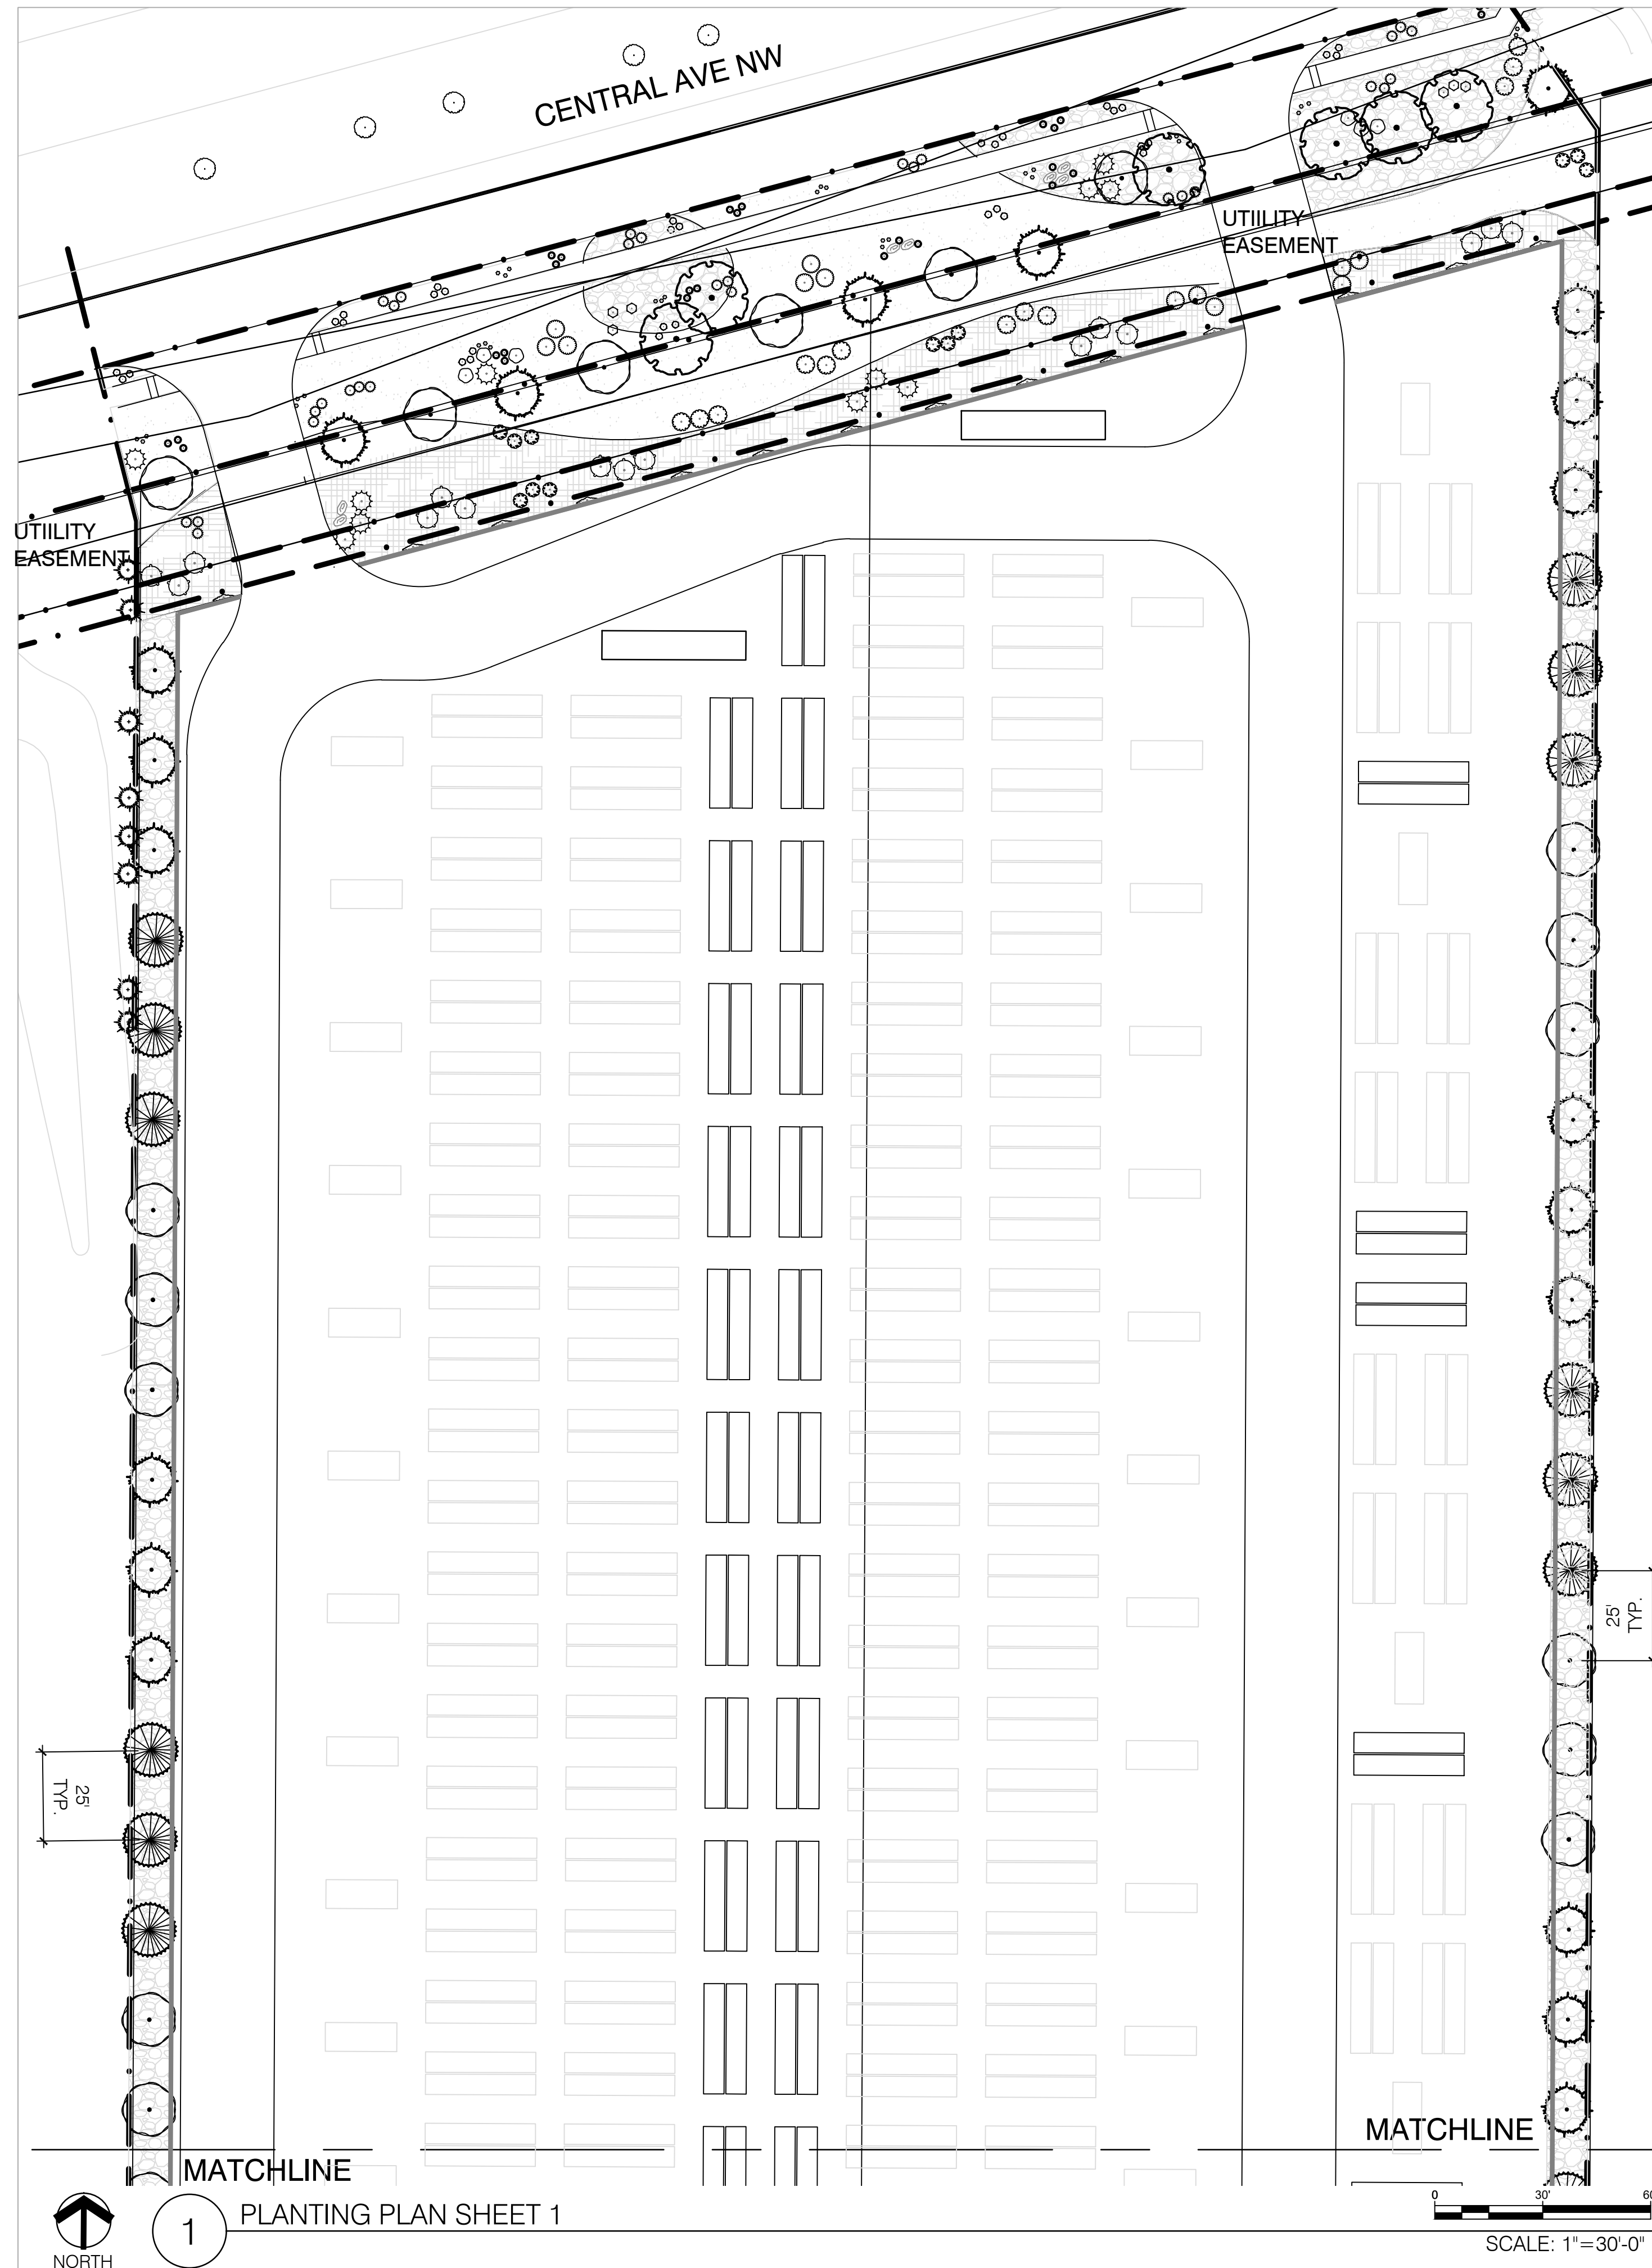 CENTRAL AVE NW
UTIILITY
EASEMENT
UTIILITY
EASEMENT
25'
TYP.
25'
TYP.
MATCHLINE
MATCHLINE
1
PLANTING PLAN SHEET 1
NORTH
0 30' 60
SCALE: 1"=30'-0"